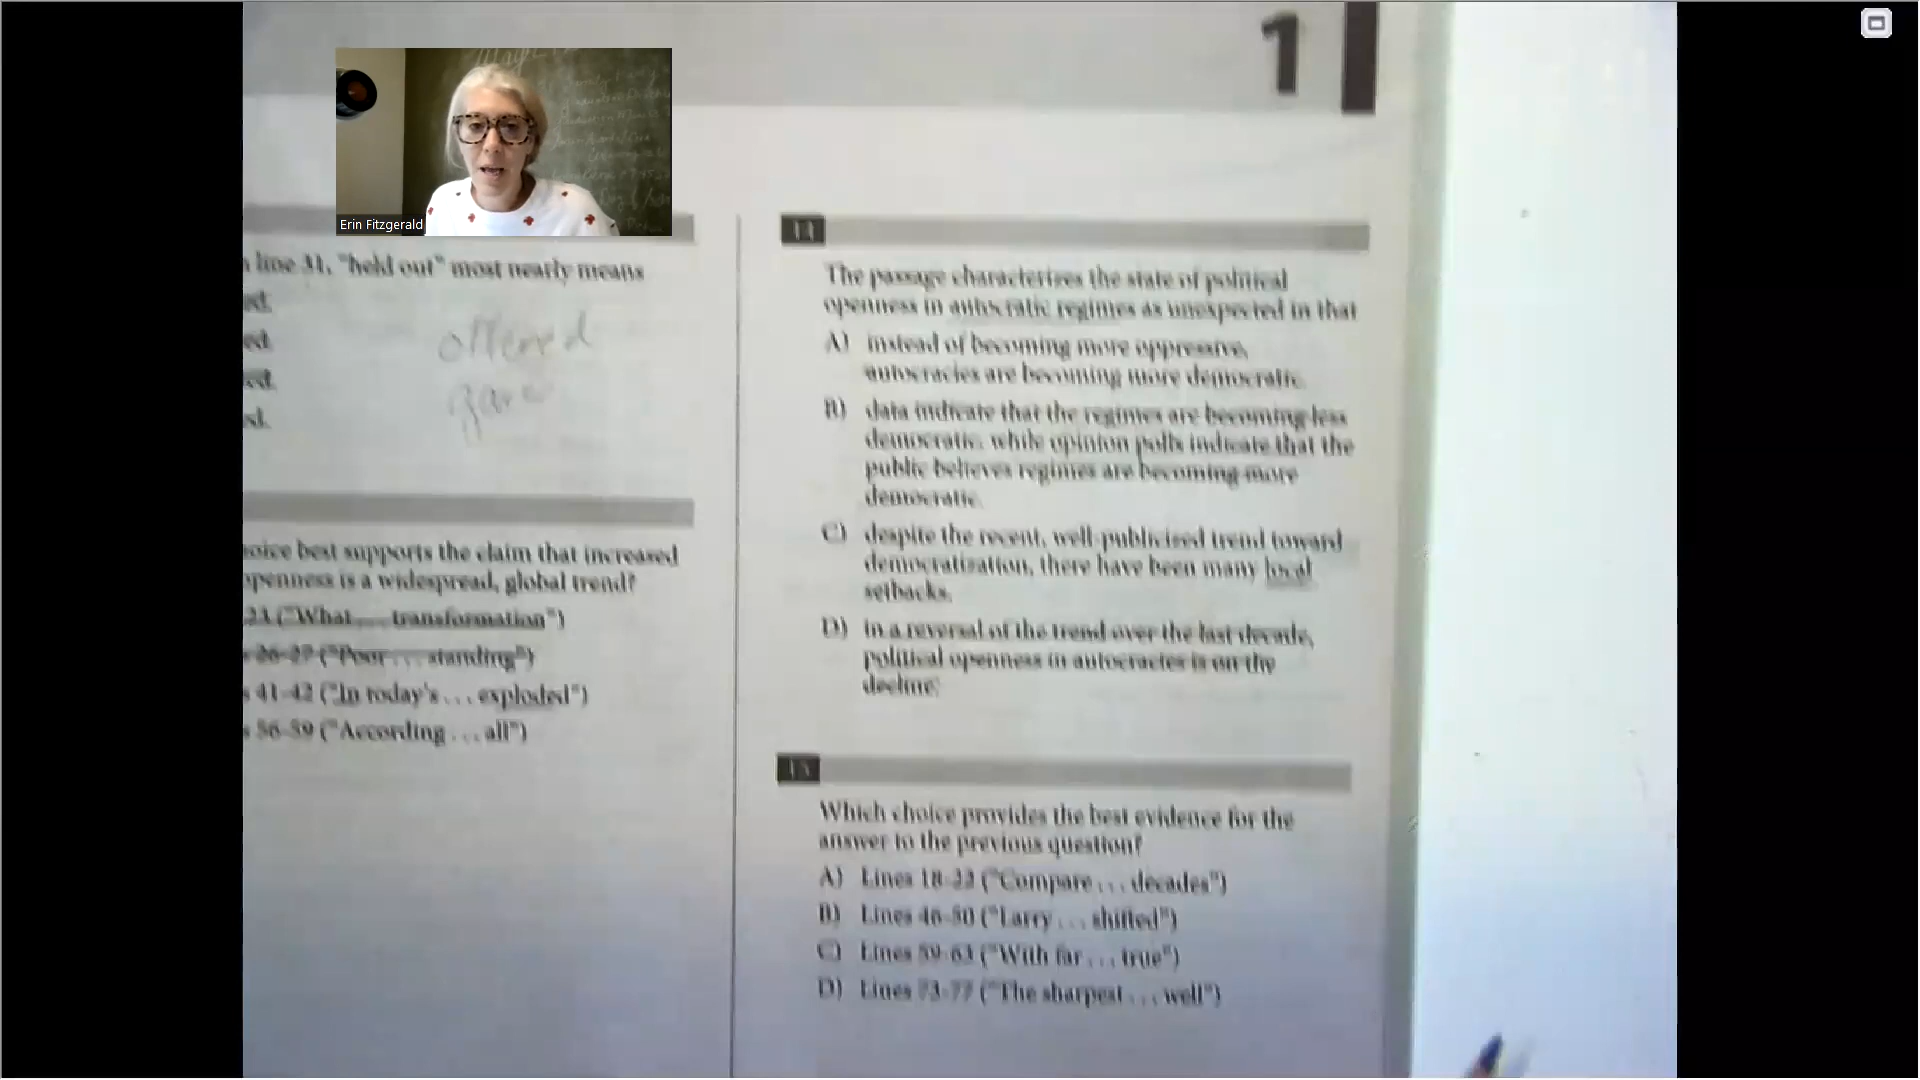 1
Erin Fitzgerald
line 31, "held out" most nearly means
offered
gave
choice best supports the claim that increased
openness is a widespread, global trend?
23 ("What . . . transformation")
26-27 ("Poor . . . standing")
41-42 ("In today's . . . exploded")
56-59 ("According . . . all")
The passage characterizes the state of political
openness in autocratic regimes as unexpected in that
A) instead of becoming more oppressive,
autocracies are becoming more democratic.
B) data indicate that the regimes are becoming less
democratic, while opinion polls indicate that the
public believes regimes are becoming more
democratic.
C) despite the recent, well-publicized trend toward
democratization, there have been many local
setbacks.
D) in a reversal of the trend over the last decade,
political openness in autocracies is on the
decline.
15
Which choice provides the best evidence for the
answer to the previous question?
A) Lines 18-23 ("Compare . . . decades")
B) Lines 46-50 ("Larry . . . shifted")
C) Lines 59-63 ("With far . . . true")
D) Lines 73-77 ("The sharpest . . . well")